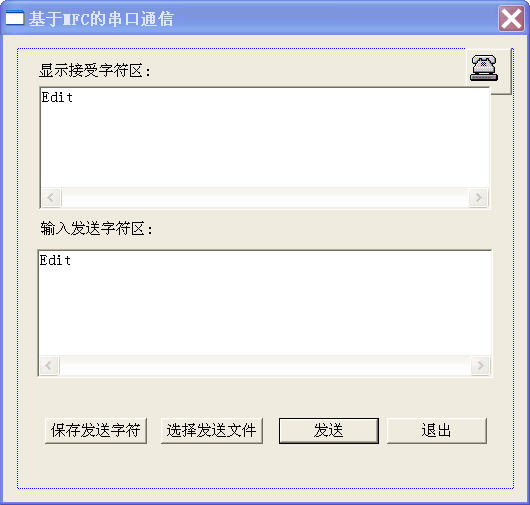 基于MFC的串口通信
显示接受字符区：
Edit
输入发送字符区：
Edit
保存发送字符 选择发送文件 发送 退出